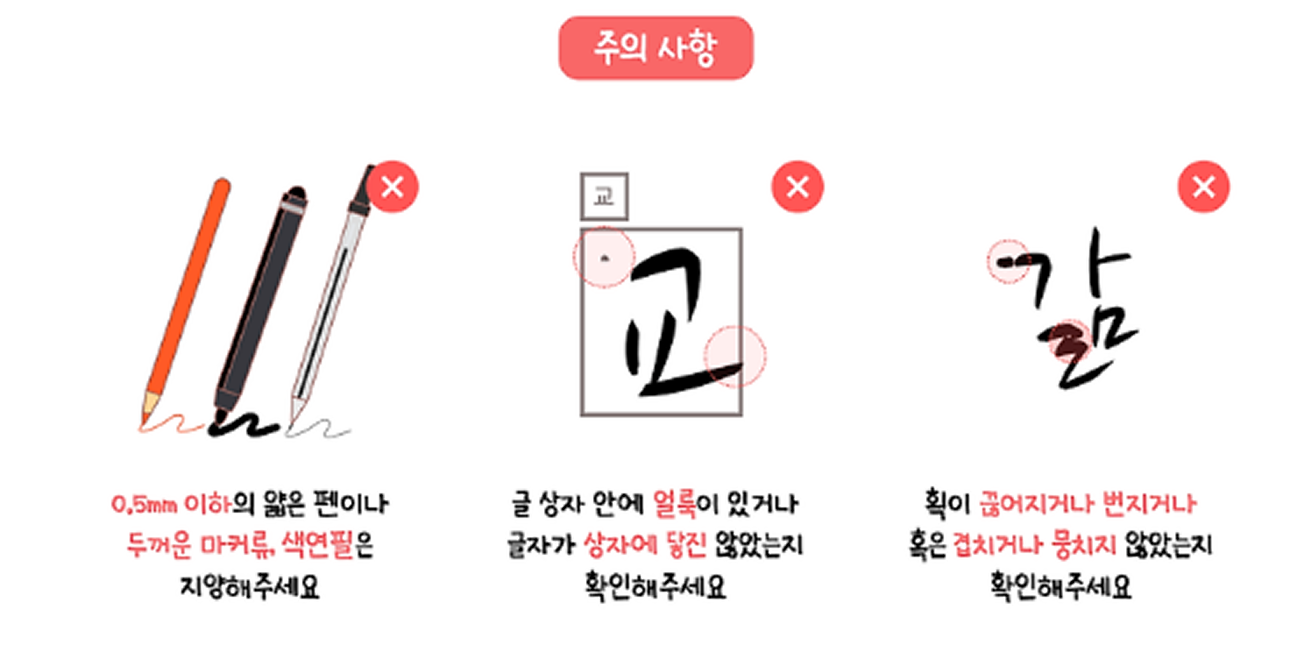 주의 사항
교
교
갊
0.5mm 이하의 얇은 펜이나
두꺼운 마커류, 색연필은
지양해주세요
글 상자 안에 얼룩이 있거나
글자가 상자에 닿진 않았는지
확인해주세요
획이 끊어지거나 번지거나
혹은 겹치거나 뭉치지 않았는지
확인해주세요